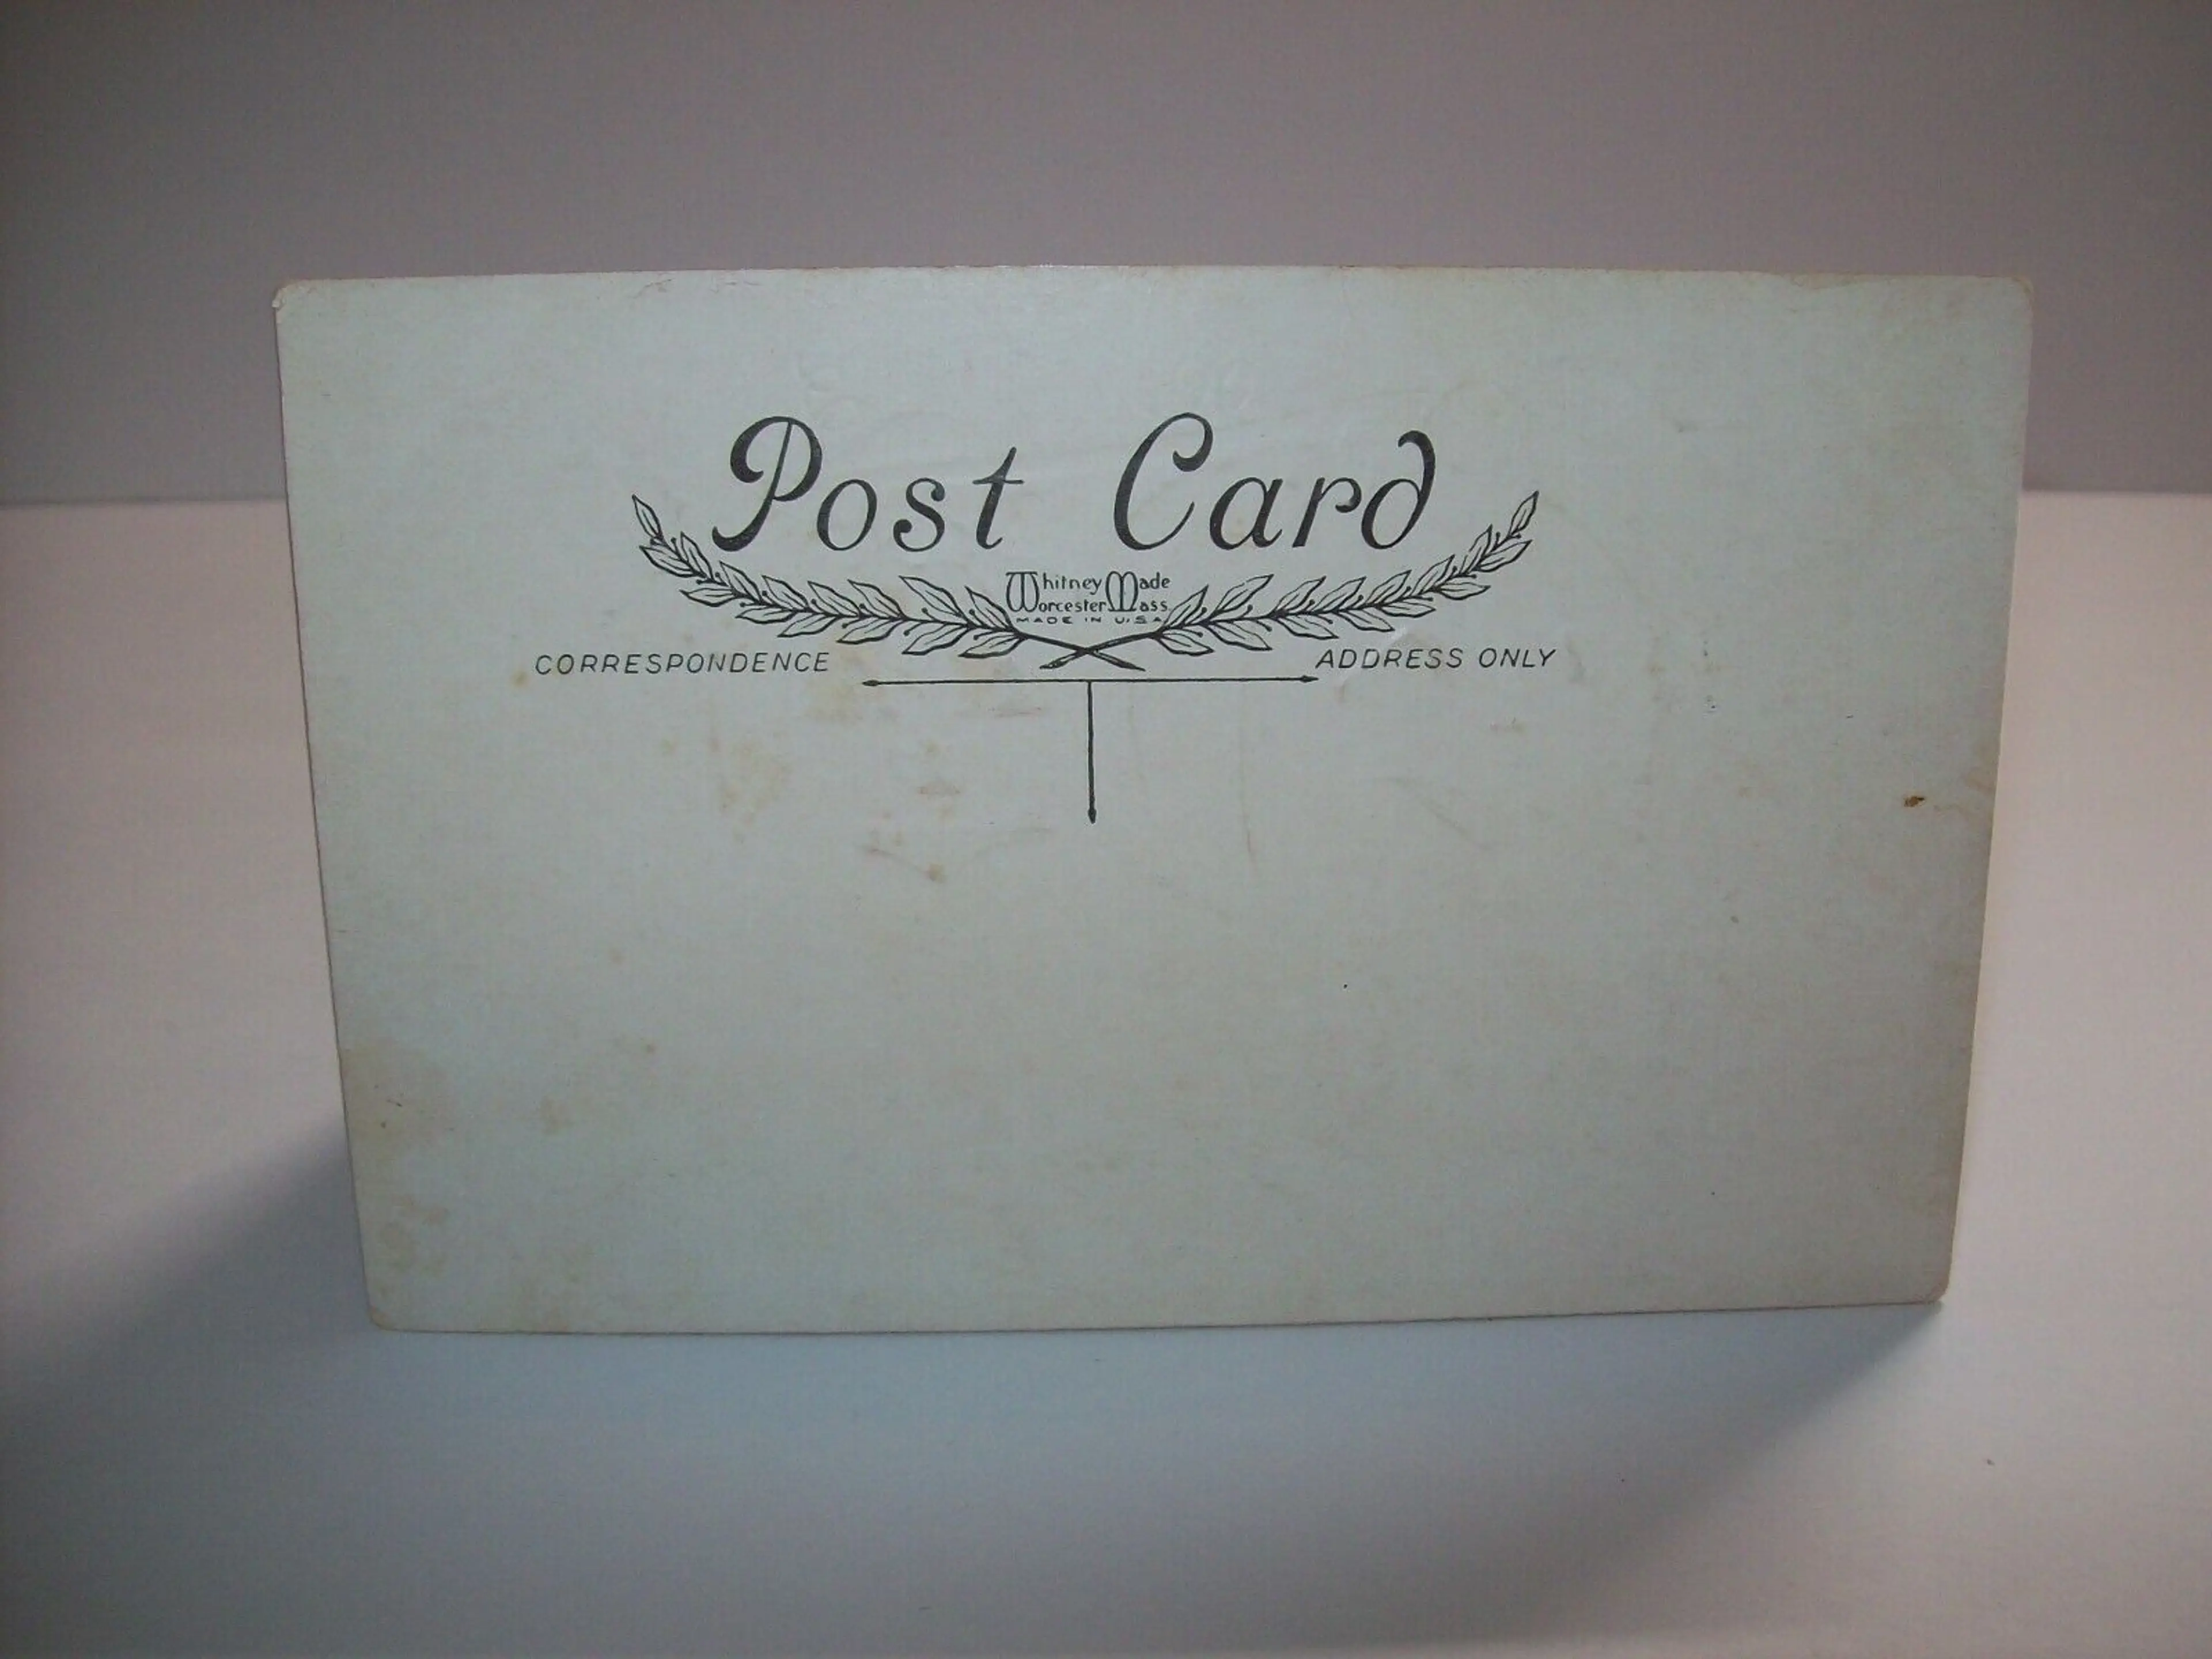 Post Card
Whitney Made
Worcester Mass.
MADE IN U.S.A.
CORRESPONDENCE
ADDRESS ONLY